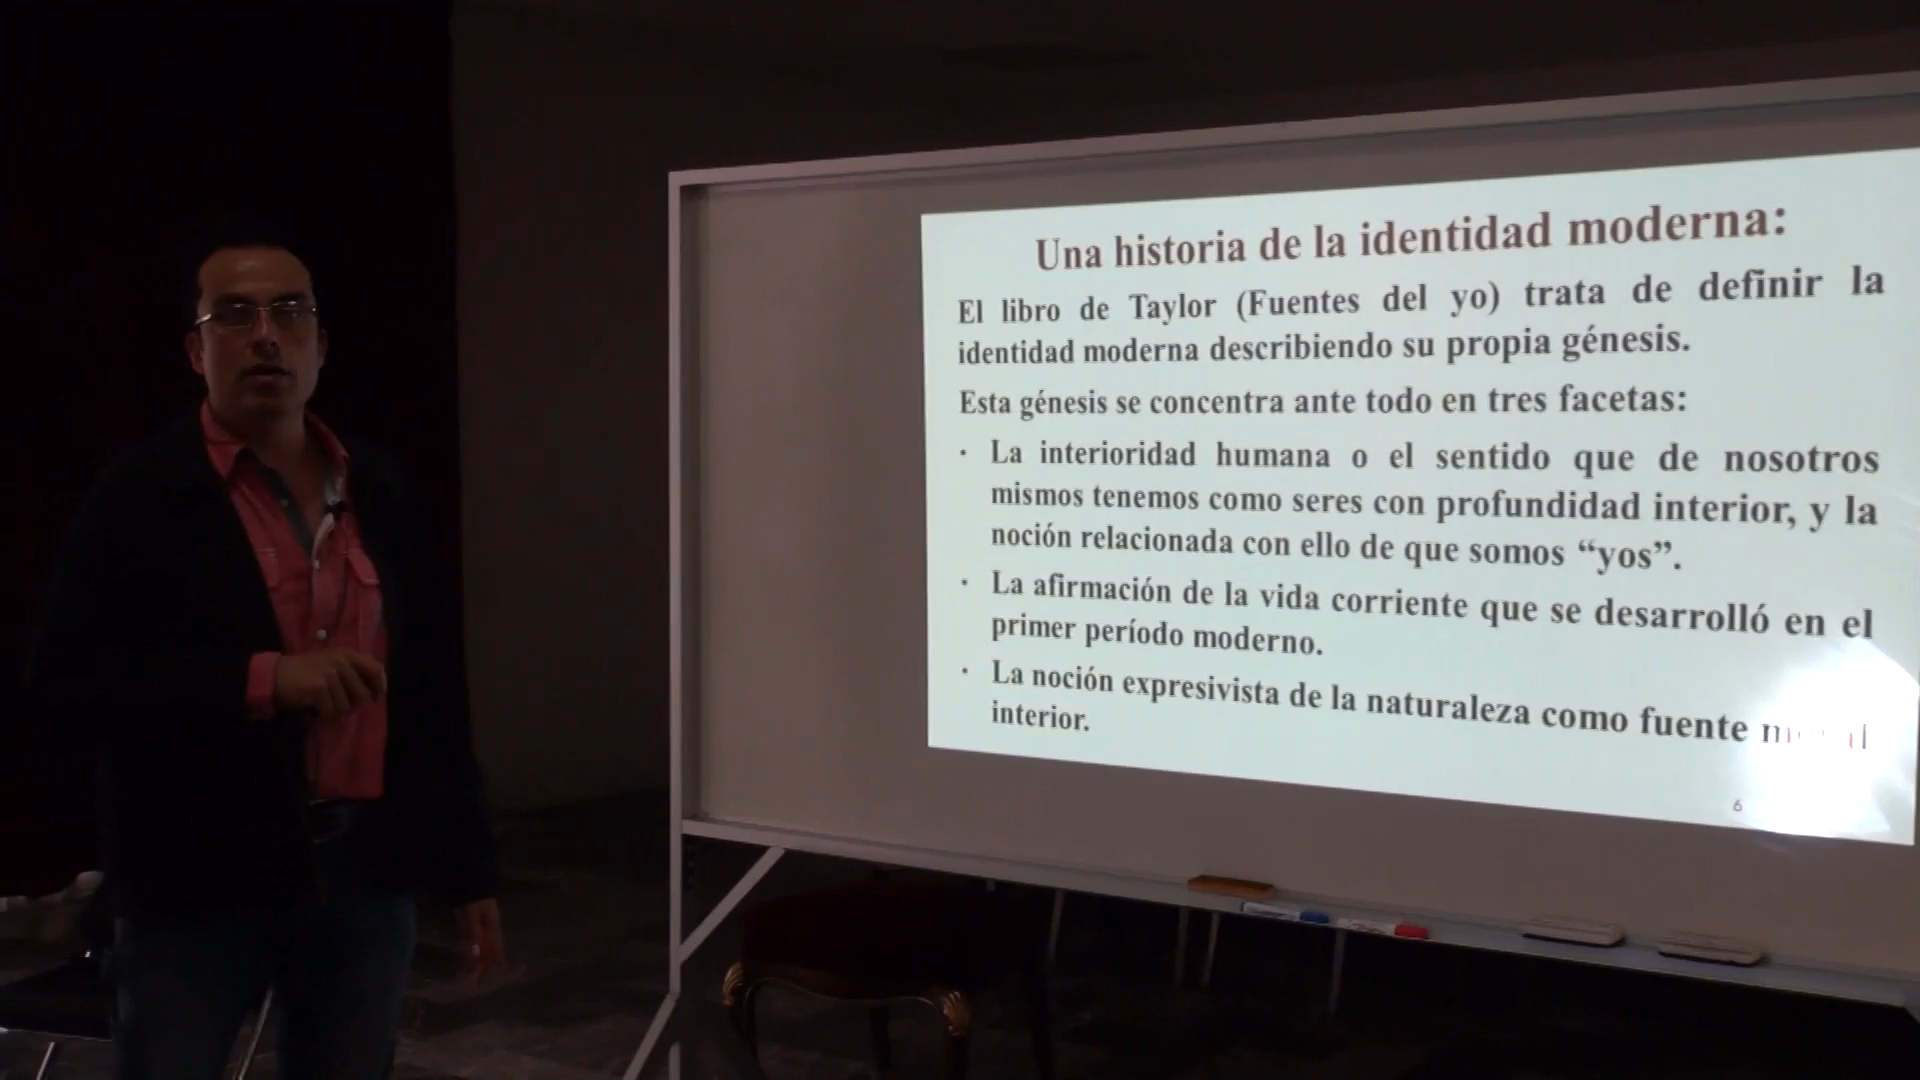 Una historia de la identidad moderna:
El libro de Taylor (Fuentes del yo) trata de definir la
identidad moderna describiendo su propia génesis.
Esta génesis se concentra ante todo en tres facetas:
· La interioridad humana o el sentido que de nosotros
mismos tenemos como seres con profundidad interior, y la
noción relacionada con ello de que somos “yos”.
· La afirmación de la vida corriente que se desarrolló en el
primer período moderno.
· La noción expresivista de la naturaleza como fuente
interior.
6